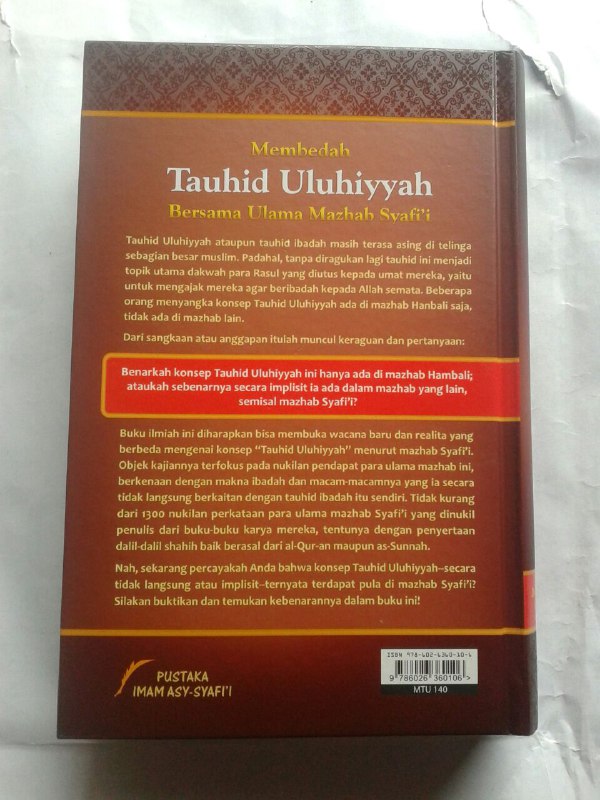 Membedah
Tauhid Uluhiyyah
Bersama Ulama Mazhab Syafi'i
Tauhid Uluhiyyah ataupun tauhid ibadah masih terasa asing di telinga
sebagian besar muslim. Padahal, tanpa diragukan lagi tauhid ini menjadi
topik utama dakwah para Rasul yang diutus kepada umat mereka, yaitu
untuk mengajak mereka agar beribadah kepada Allah semata. Beberapa
orang menyangka konsep Tauhid Uluhiyyah ada di mazhab Hanbali saja,
tidak ada di mazhab lain.
Dari sangkaan atau anggapan itulah muncul keraguan dan pertanyaan:
Benarkah konsep Tauhid Uluhiyyah ini hanya ada di mazhab Hambali;
ataukah sebenarnya secara implisit ia ada dalam mazhab yang lain,
semisal mazhab Syafi'i?
Buku ilmiah ini diharapkan bisa membuka wacana baru dan realita yang
berbeda mengenai konsep "Tauhid Uluhiyyah" menurut mazhab Syafi'i.
Objek kajiannya terfokus pada nukilan pendapat para ulama mazhab ini,
berkenaan dengan makna ibadah dan macam-macamnya yang ia secara
tidak langsung berkaitan dengan tauhid ibadah itu sendiri. Tidak kurang
dari 1300 nukilan perkataan para ulama mazhab Syafi'i yang dinukil
penulis dari buku-buku karya mereka, tentunya dengan penyertaan
dalil-dalil shahih baik berasal dari al-Qur-an maupun as-Sunnah.
Nah, sekarang percayakah Anda bahwa konsep Tauhid Uluhiyyah–secara
tidak langsung atau implisit–ternyata terdapat pula di mazhab Syafi'i?
Silakan buktikan dan temukan kebenarannya dalam buku ini!
PUSTAKA
IMAM ASY-SYAFI'I
ISBN 978-602-6360-10-6
9 786026 360106 >
MTU 140